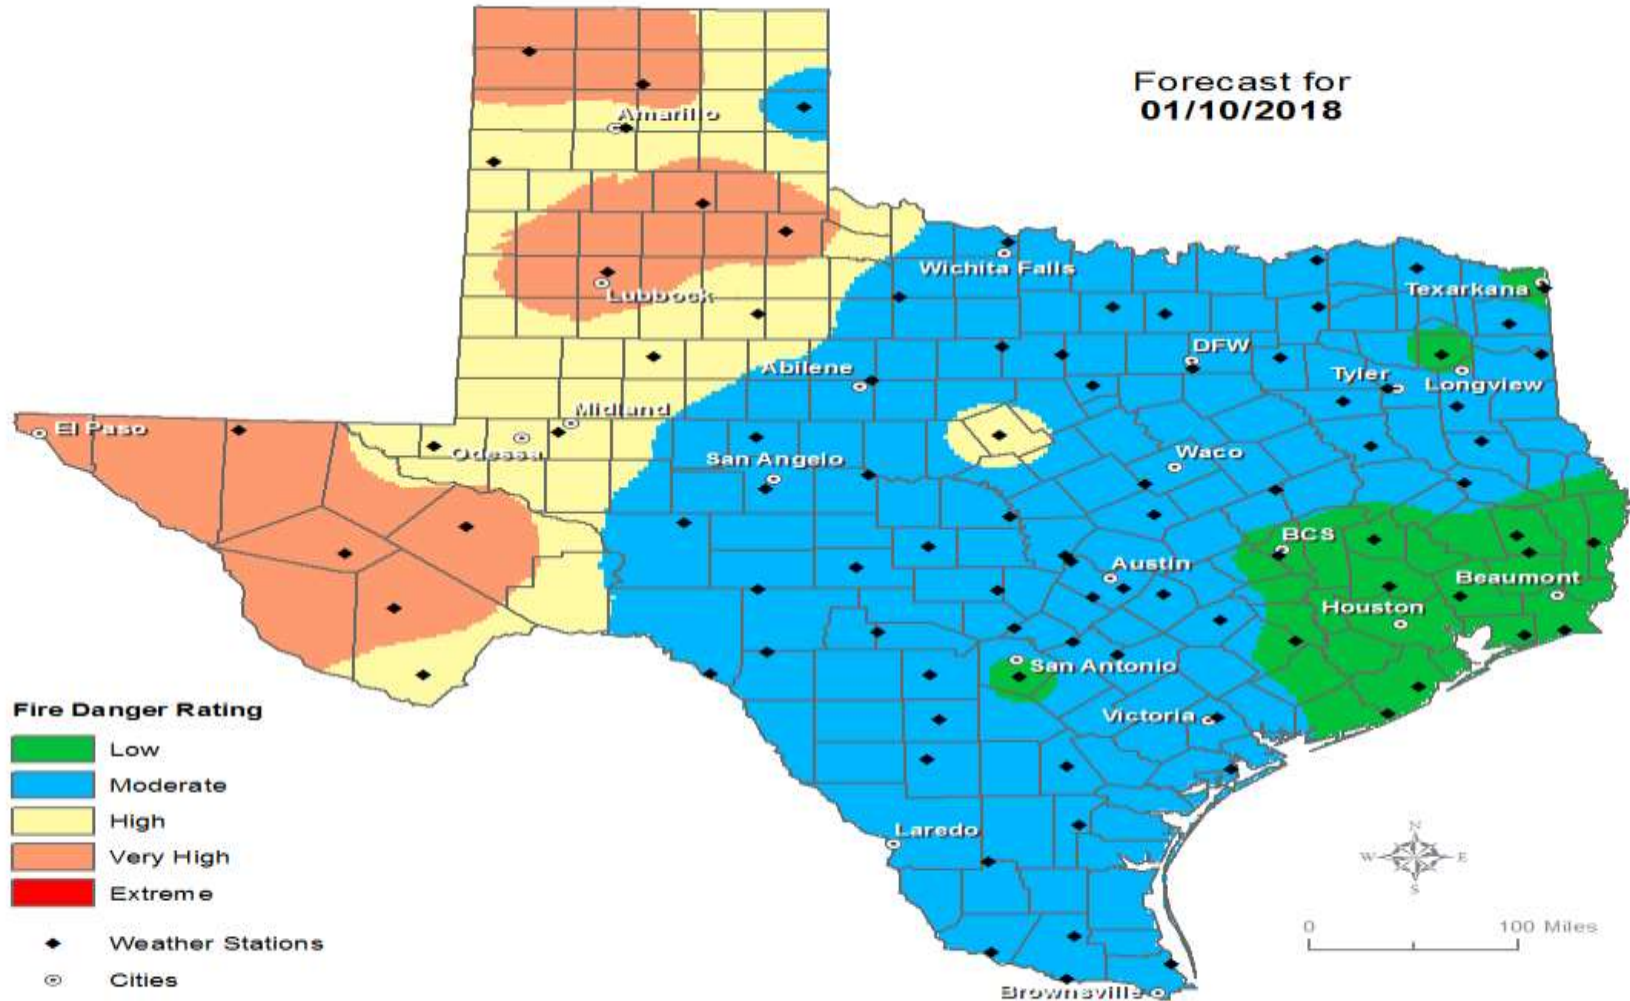 Forecast for
01/10/2018
Amarillo
Wichita Falls
Lubbock
Texarkana
DFW
Abilene
Tyler
Longview
Midland
El Paso
Odessa
San Angelo
Waco
BCS
Austin
Beaumont
Houston
San Antonio
Victoria
Fire Danger Rating
Low
Moderate
High
Very High
Extreme
Weather Stations
Cities
Laredo
Brownsville
N
W E
S
0 100 Miles